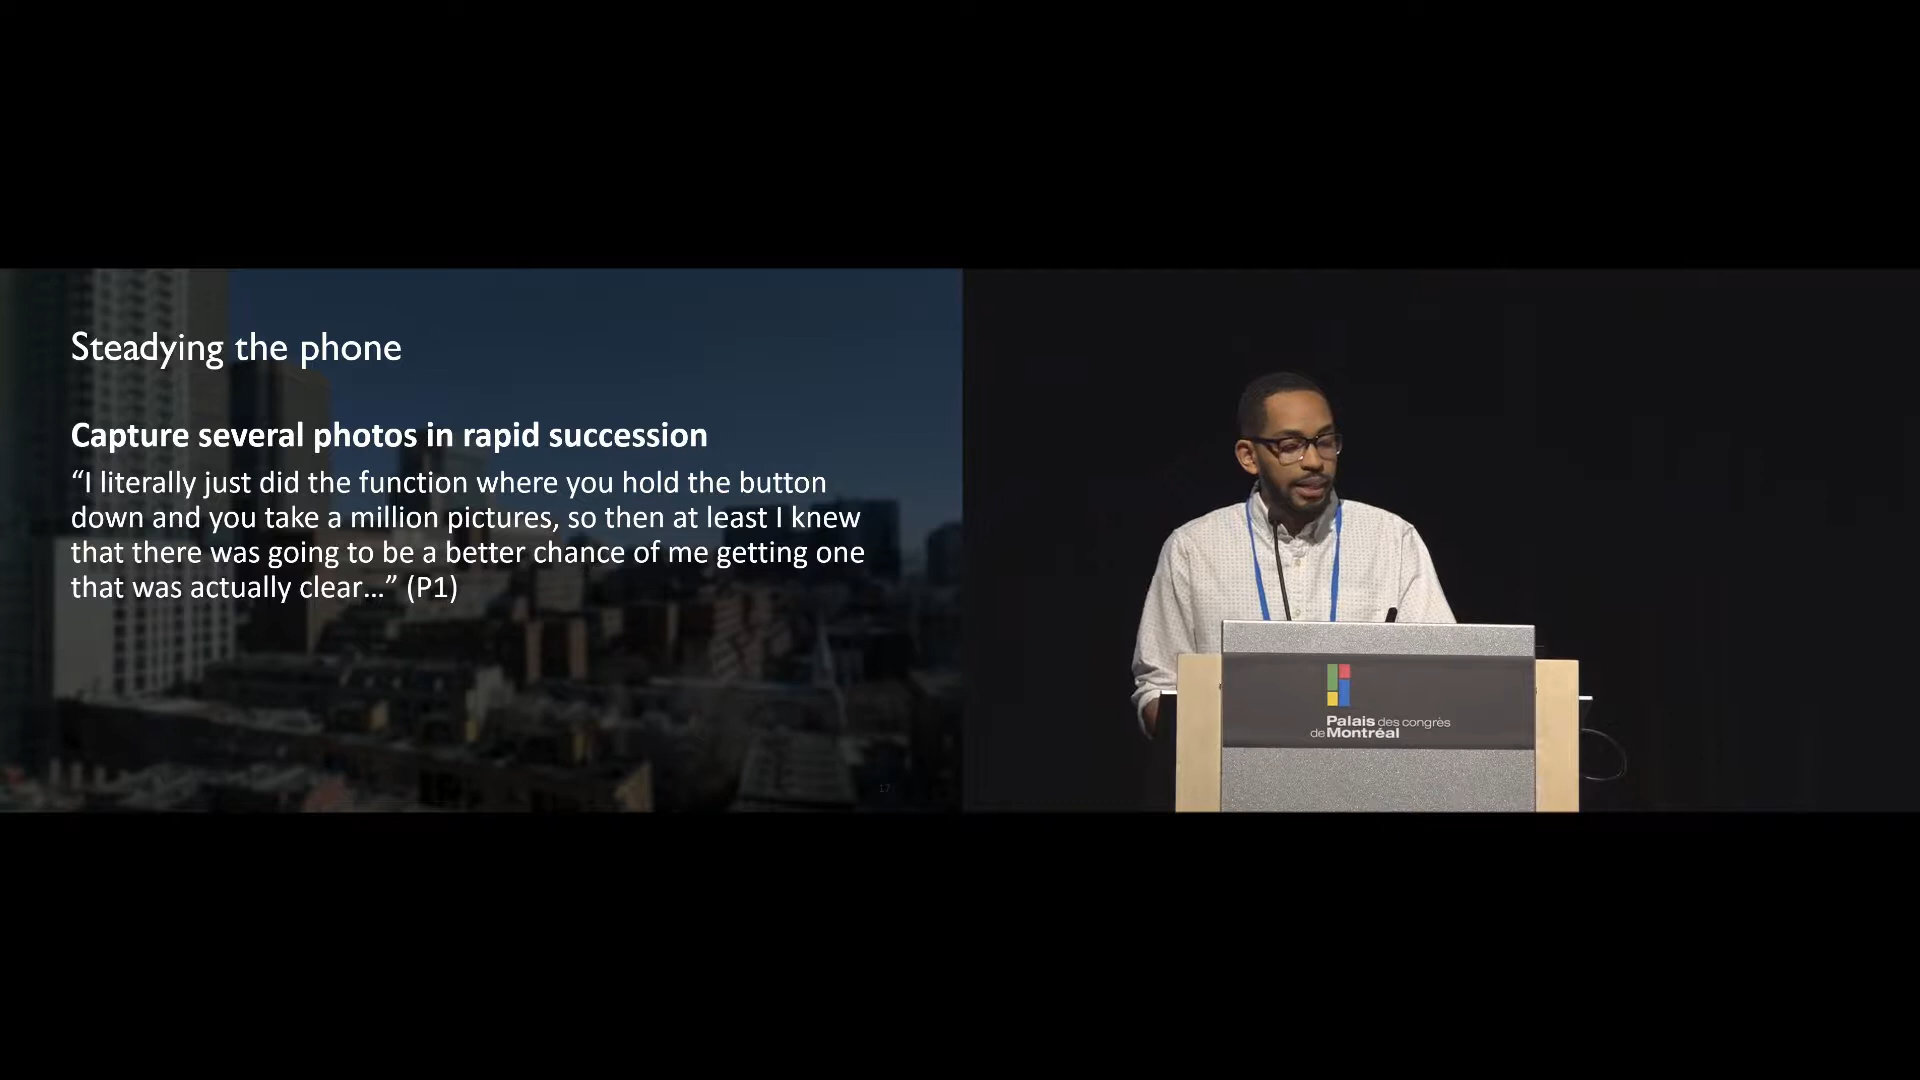 Steadying the phone
Capture several photos in rapid succession
“I literally just did the function where you hold the button
down and you take a million pictures, so then at least I knew
that there was going to be a better chance of me getting one
that was actually clear...” (P1)
17
Palais des congrès
de Montréal